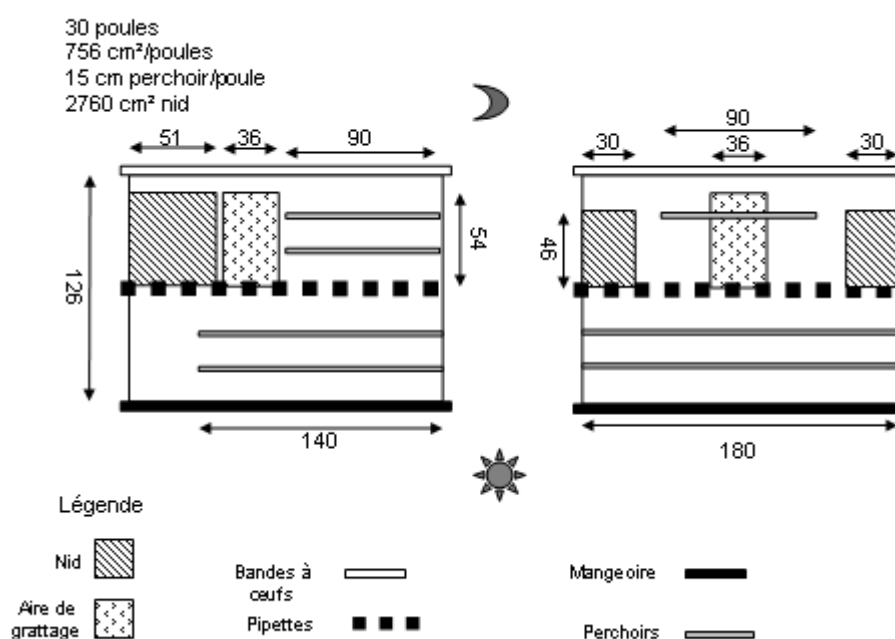 30 poules
756 cm²/poules
15 cm perchoir/poule
2760 cm² nid
51 36 90
126
54
140
90
30 36 30
46
180
Légende
Nid
Aire de
grattage
Bandes à
œufs
Pipettes
Mangeoire
Perchoirs